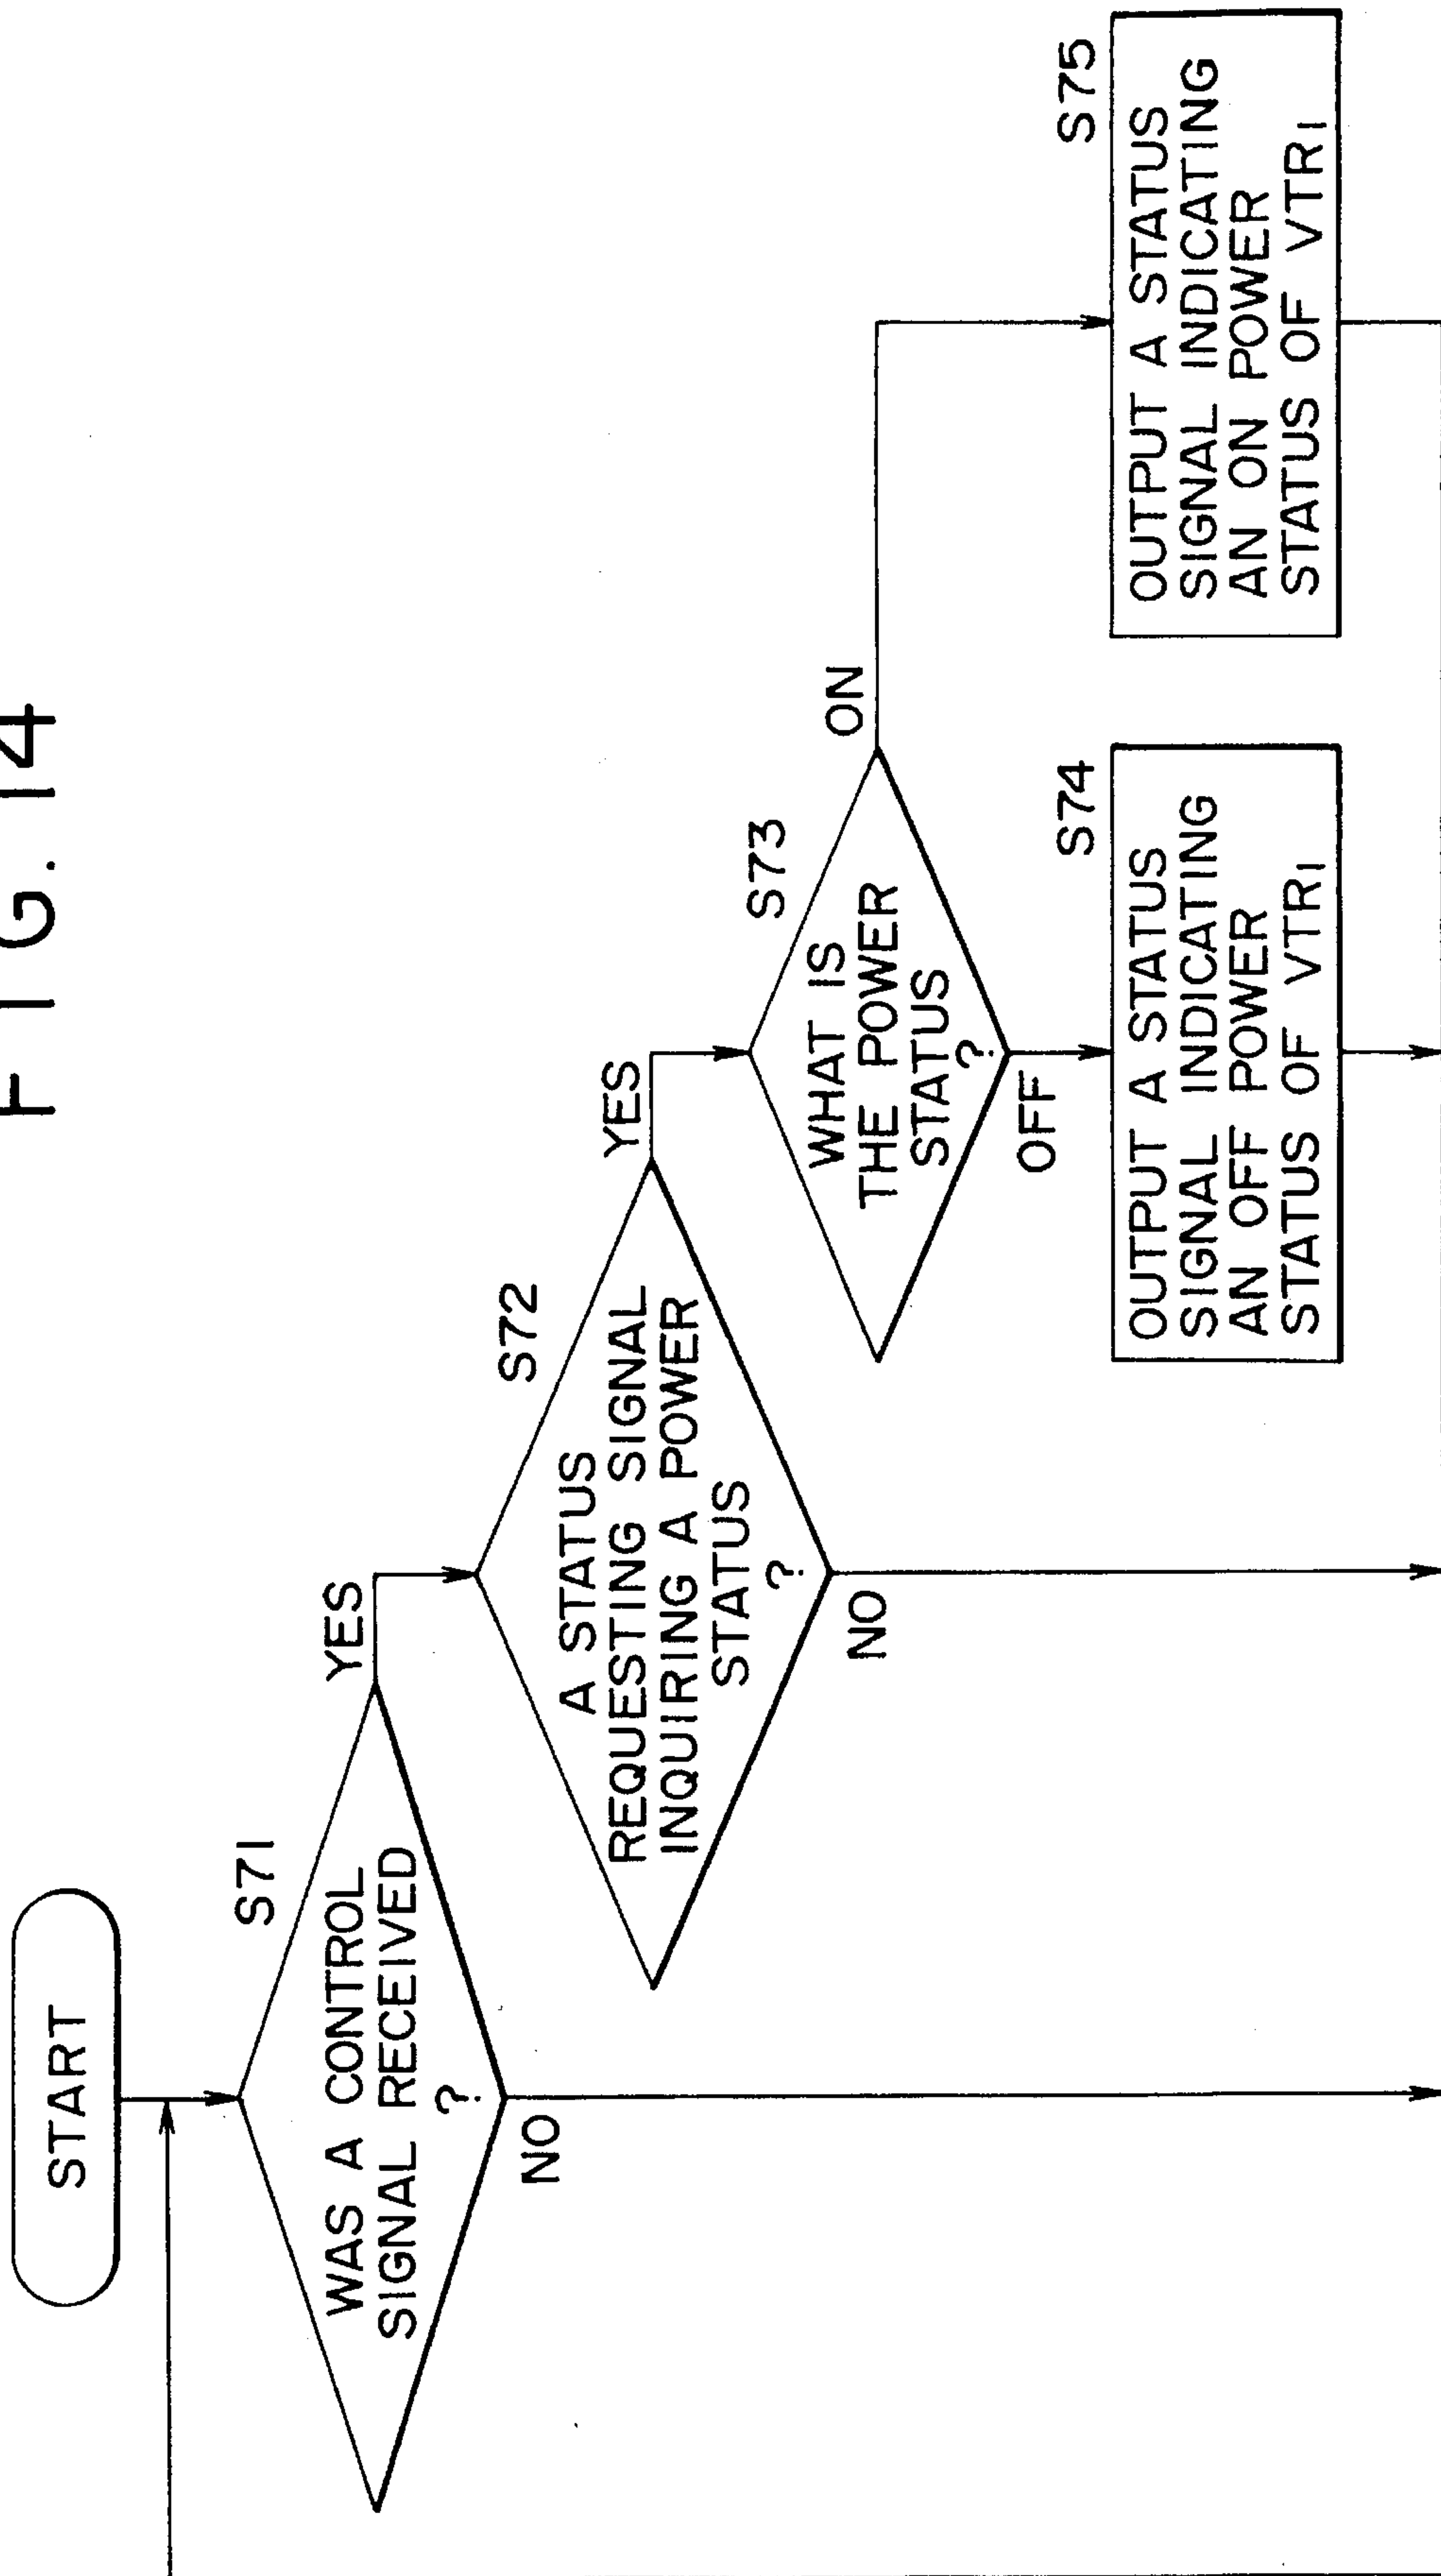 FIG. 14
START
S71
WAS A CONTROL
SIGNAL RECEIVED
?
YES
NO
S72
A STATUS
REQUESTING SIGNAL
INQUIRING A POWER
STATUS
?
YES
NO
S73
WHAT IS
THE POWER
STATUS
?
ON
OFF
S74
OUTPUT A STATUS
SIGNAL INDICATING
AN OFF POWER
STATUS OF VTR1
S75
OUTPUT A STATUS
SIGNAL INDICATING
AN ON POWER
STATUS OF VTR1